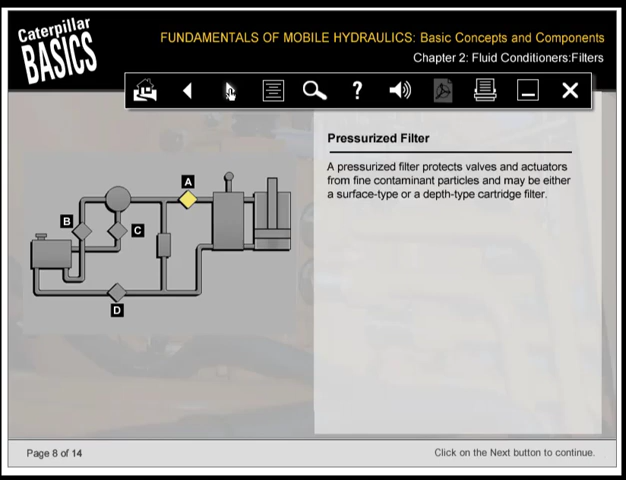 Caterpillar
BASICS
FUNDAMENTALS OF MOBILE HYDRAULICS: Basic Concepts and Components
Chapter 2: Fluid Conditioners:Filters
?
Pressurized Filter
A pressurized filter protects valves and actuators
from fine contaminant particles and may be either
a surface-type or a depth-type cartridge filter.
A
B
C
D
Page 8 of 14
Click on the Next button to continue.